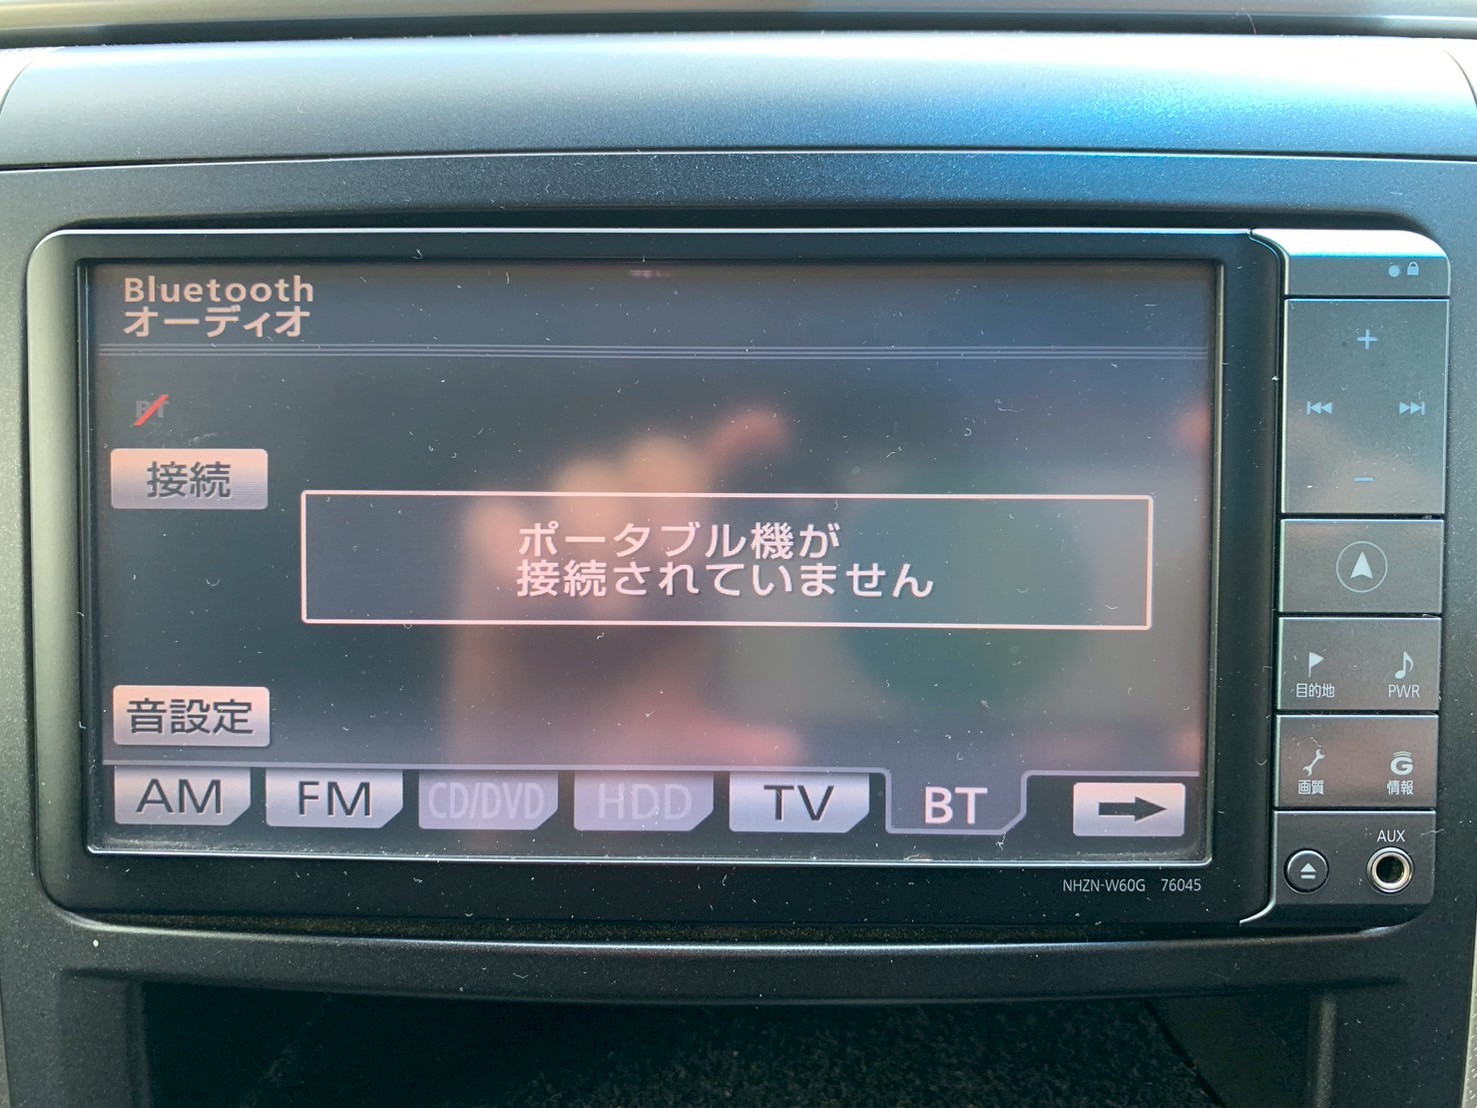 Bluetooth
オーディオ
BT
接続
ポータブル機が
接続されていません
音設定
AM
FM
CD/DVD
HDD
TV
BT
NHZN-W60G 76045
目的地
PWR
画質
G
情報
AUX